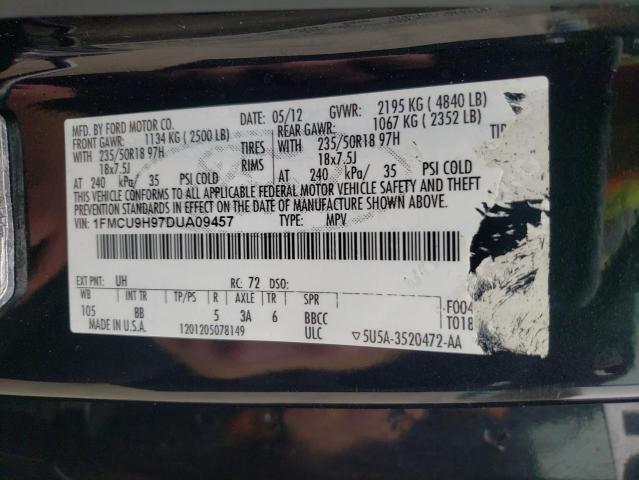 MFD. BY FORD MOTOR CO. DATE: 05/12 GVWR: 2195 KG ( 4840 LB)
FRONT GAWR: 1134 KG ( 2500 LB) REAR GAWR: 1067 KG ( 2352 LB)
WITH 235/50R18 97H TIRES WITH 235/50R18 97H TIR
18x7.5J RIMS 18x7.5J
AT 240 kPa/ 35 PSI COLD AT 240 kPa/ 35 PSI COLD
THIS VEHICLE CONFORMS TO ALL APPLICABLE FEDERAL MOTOR VEHICLE SAFETY AND THEFT
PREVENTION STANDARDS IN EFFECT ON THE DATE OF MANUFACTURE SHOWN ABOVE.
VIN: 1FMCU9H97DUA09457 TYPE: MPV
EXT PNT: UH RC: 72 DSO:
WB INT TR TP/PS R AXLE TR SPR
105 BB 5 3A 6 BBCC F004
MADE IN U.S.A. 1201205078149 ULC T018
▽5U5A-3520472-AA